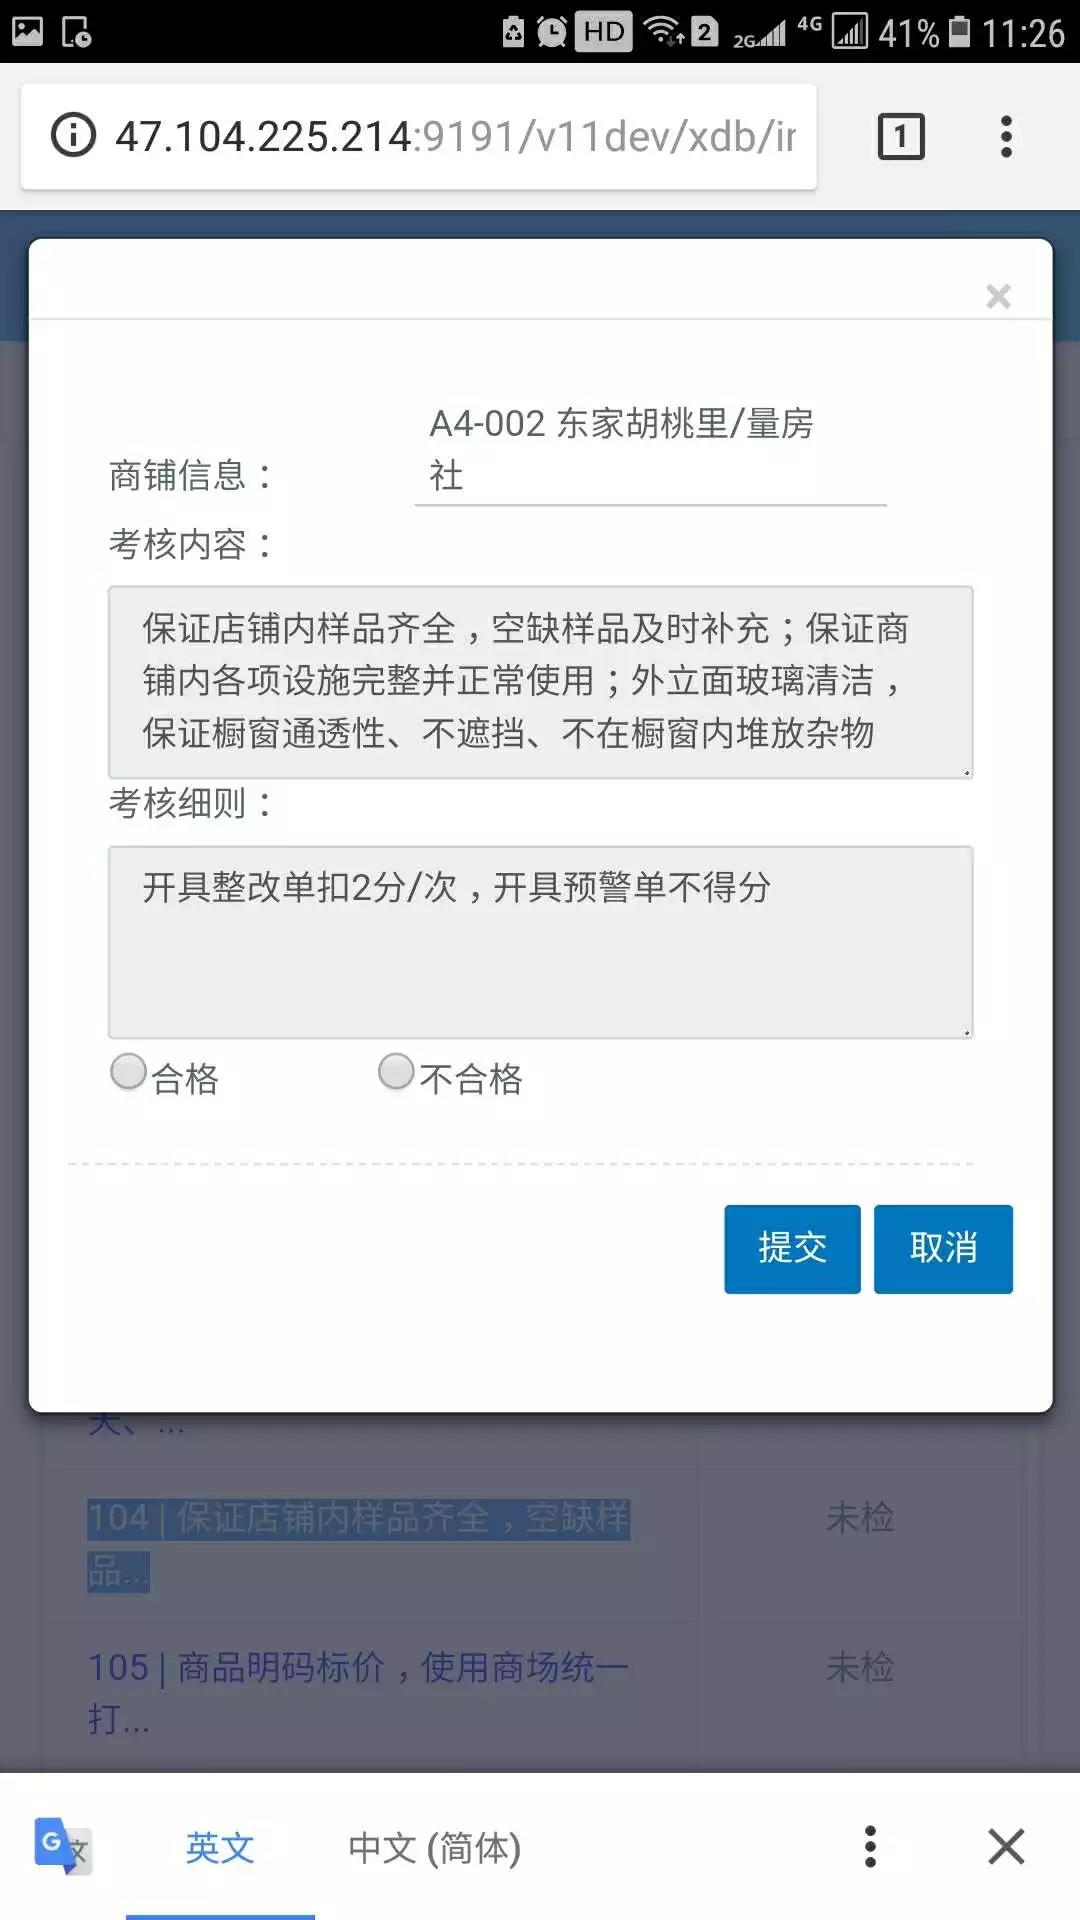 HD 2 2G 4G 41% 11:26
47.104.225.214:9191/v11dev/xdb/ir
1
×
A4-002 东家胡桃里/量房
社
商铺信息：
考核内容：
保证店铺内样品齐全，空缺样品及时补充；保证商
铺内各项设施完整并正常使用；外立面玻璃清洁，
保证橱窗通透性、不遮挡、不在橱窗内堆放杂物
考核细则：
开具整改单扣2分/次，开具预警单不得分
合格 不合格
提交 取消
104 | 保证店铺内样品齐全，空缺样 未检
品...
105 | 商品明码标价，使用商场统一 未检
打...
G 文 英文 中文 (简体)